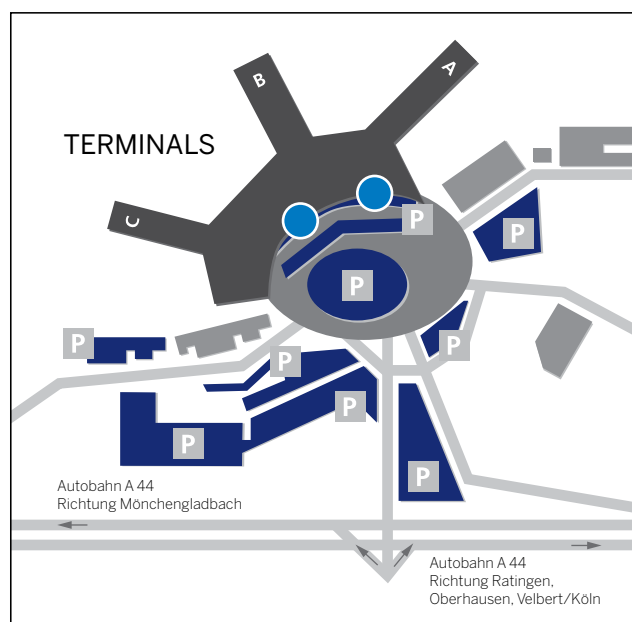 A
B
TERMINALS
C
P
P
P
P
P
P
P
P
P
Autobahn A 44
Richtung Mönchengladbach
Autobahn A 44
Richtung Ratingen,
Oberhausen, Velbert/Köln